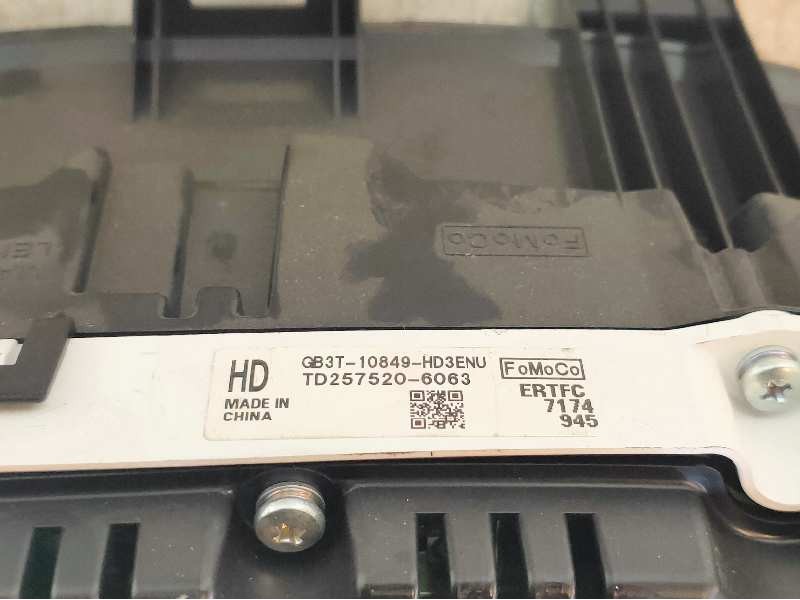 FoMoCo
HD
MADE IN
CHINA
GB3T-10849-HD3ENU
TD257520-6063
FoMoCo
ERTFC
7174
945